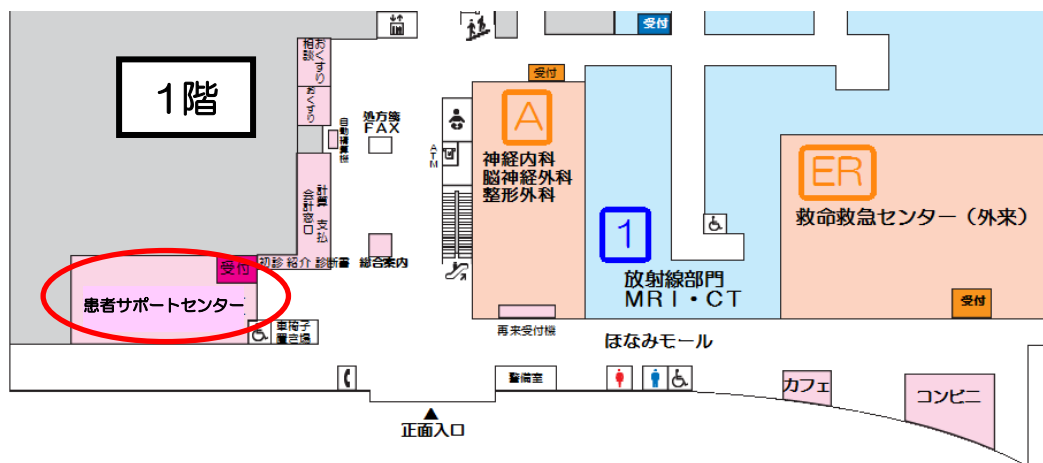 1階
受付
おくすり
相談
おくすり
自動精算機
処方箋
FAX
ATM
計算 支払
会計窓口
初診 紹介 診断書
総合案内
受付
患者サポートセンター
車椅子
置き場
受付
A
神経内科
脳神経外科
整形外科
再来受付機
1
放射線部門
MRI・CT
ER
救命救急センター（外来）
受付
ほなみモール
警備室
カフェ
コンビニ
▲
正面入口